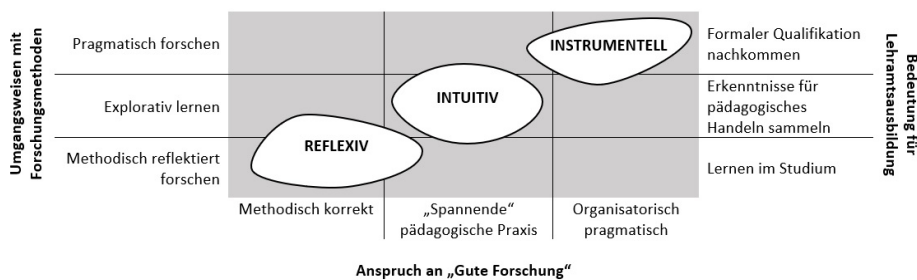 Umgangsweisen mit
Forschungsmethoden
Pragmatisch forschen
Explorativ lernen
Methodisch reflektiert
forschen
INSTRUMENTELL
INTUITIV
REFLEXIV
Formaler Qualifikation
nachkommen
Erkenntnisse für
pädagogisches
Handeln sammeln
Lernen im Studium
Bedeutung für
Lehramtsausbildung
Methodisch korrekt
„Spannende“
pädagogische Praxis
Organisatorisch
pragmatisch
Anspruch an „Gute Forschung“